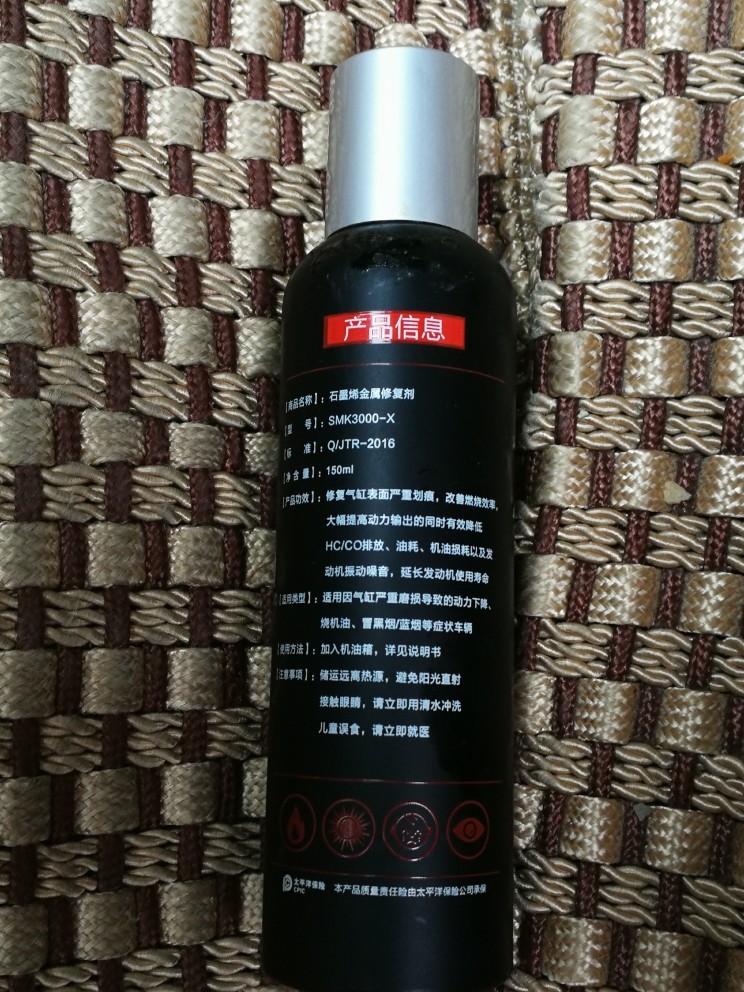 产品信息
【商品名称】：石墨烯金属修复剂
【型 号】：SMK3000-X
【标 准】：Q/JTR-2016
【净含量】：150ml
【产品功效】：修复气缸表面严重划痕，改善燃烧效率，
大幅提高动力输出的同时有效降低
HC/CO排放、油耗、机油损耗以及发
动机振动噪音，延长发动机使用寿命
【适用类型】：适用因气缸严重磨损导致的动力下降、
烧机油、冒黑烟/蓝烟等症状车辆
【使用方法】：加入机油箱，详见说明书
【注意事项】：储运远离热源，避免阳光直射
接触眼睛，请立即用清水冲洗
儿童误食，请立即就医
太平洋保险
CPIC
本产品质量责任险由太平洋保险公司承保